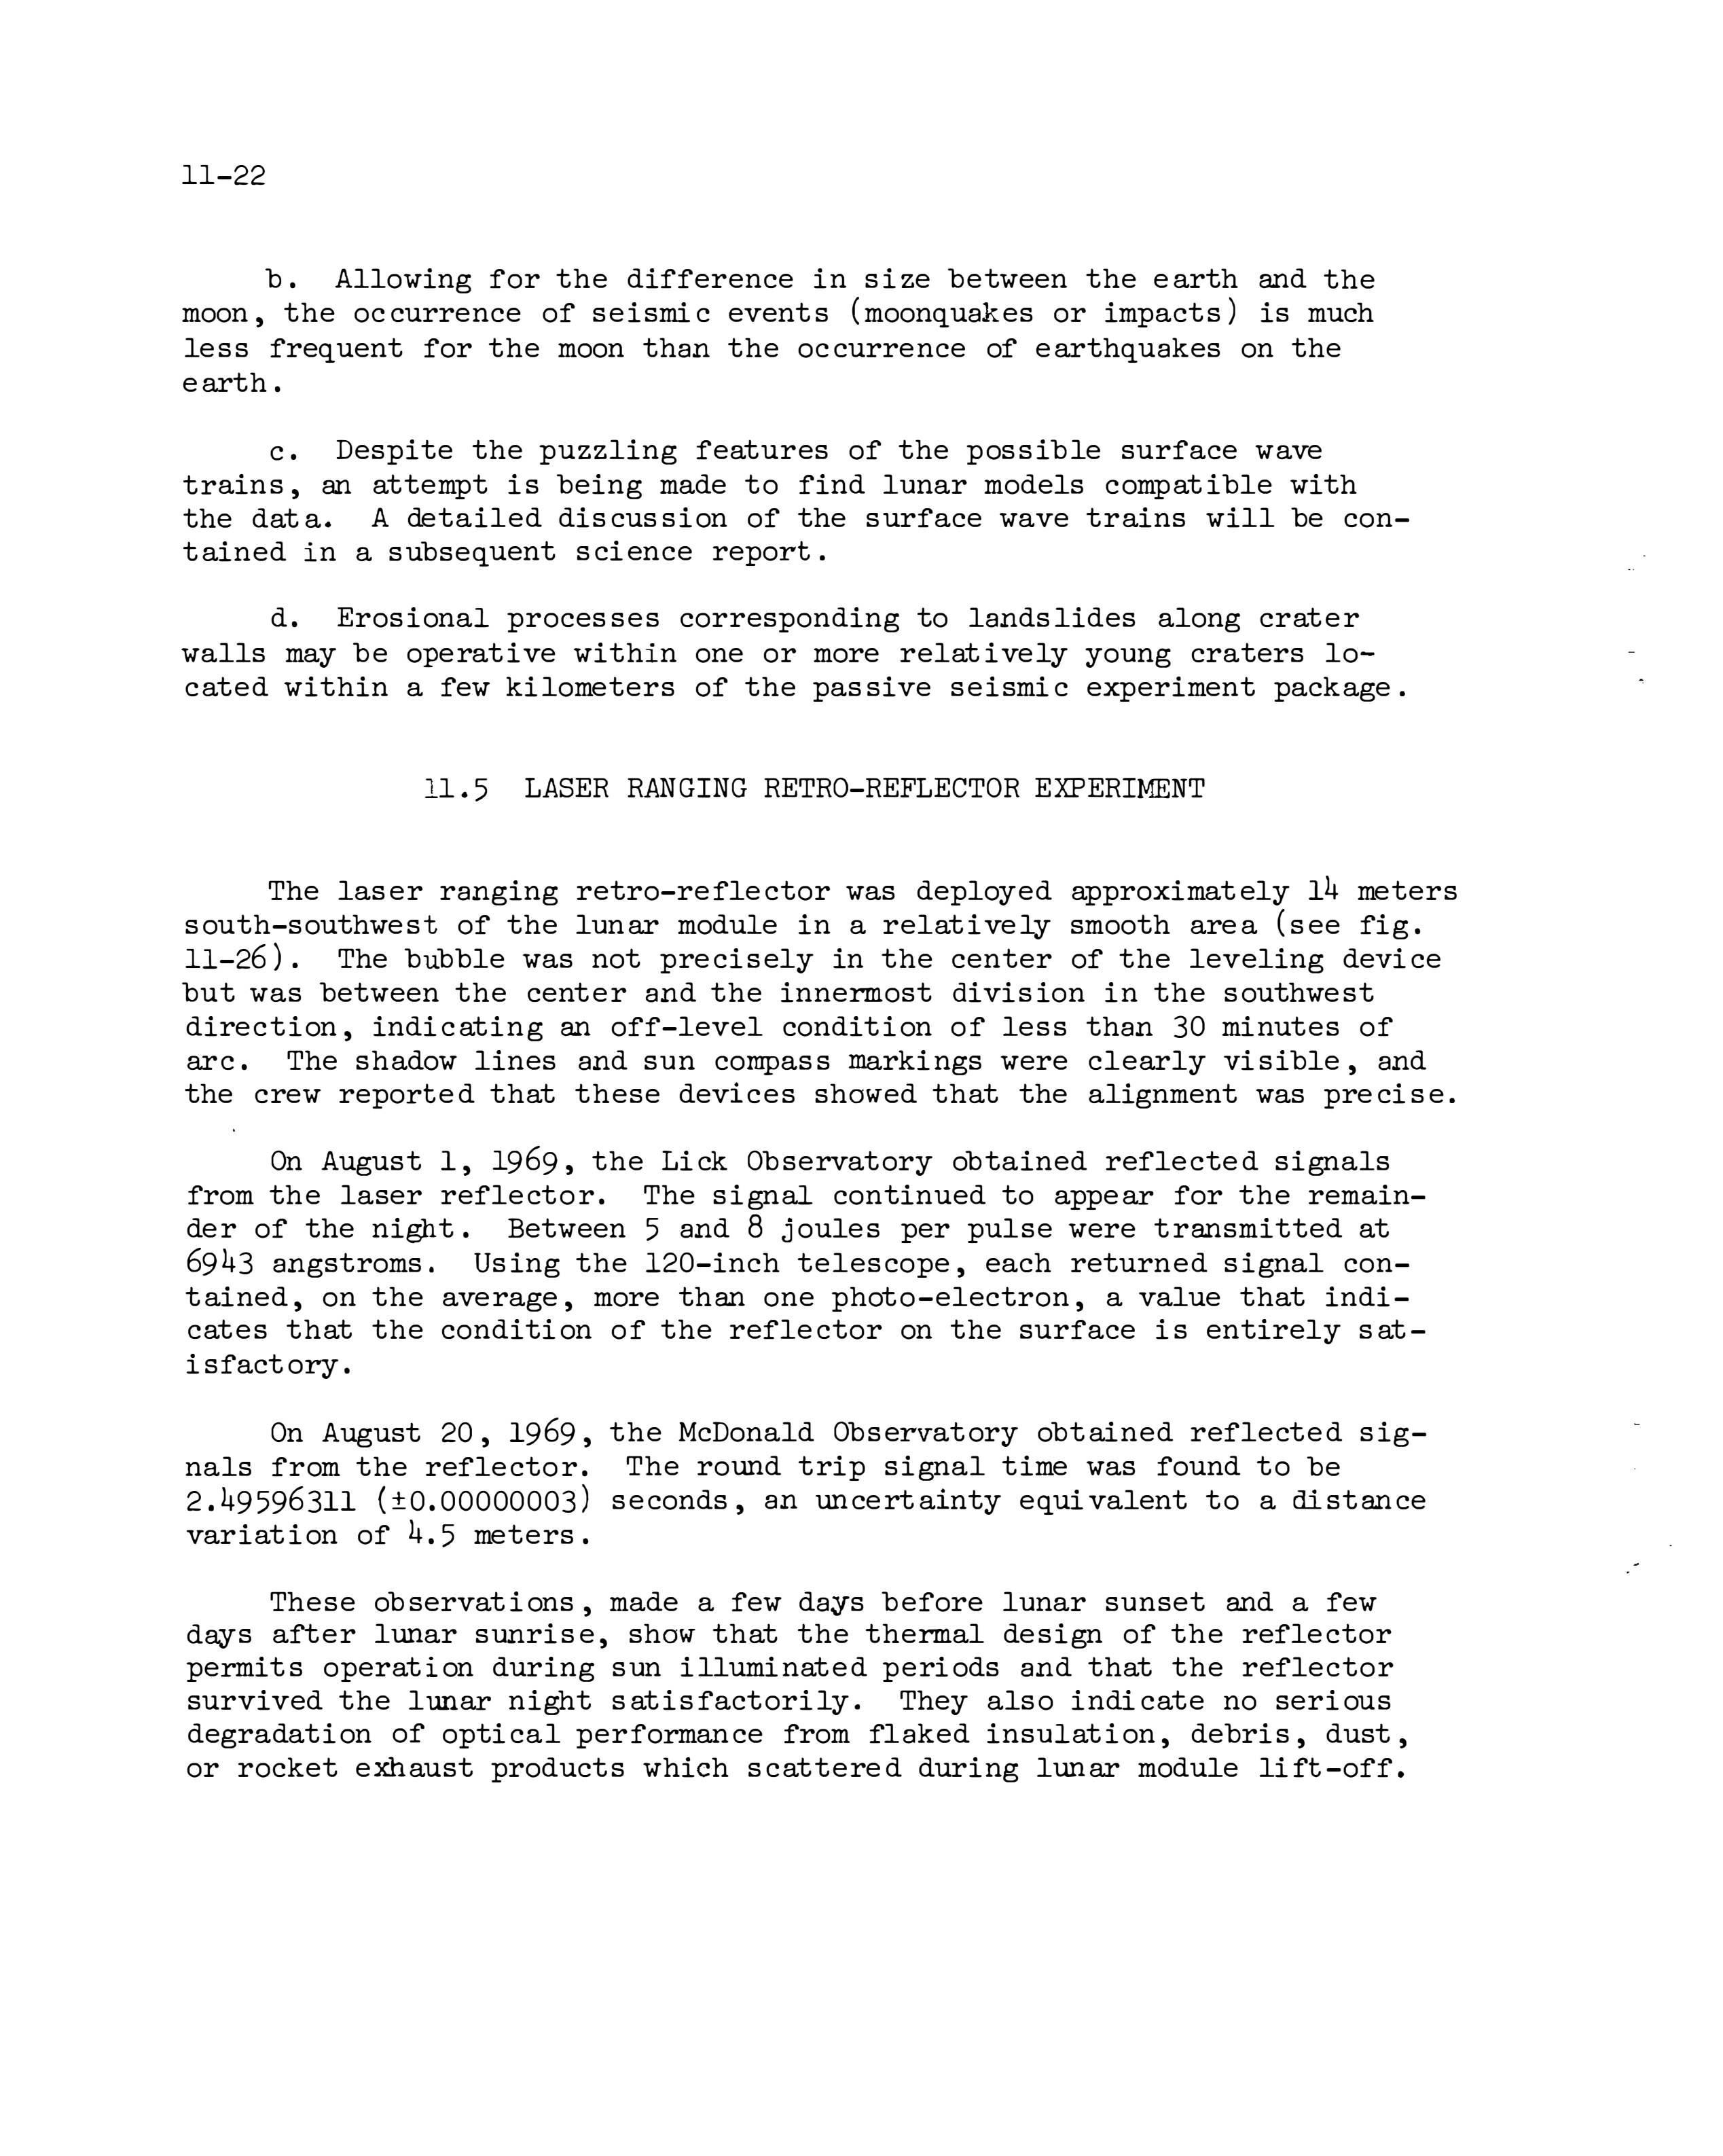 11-22
b. Allowing for the difference in size between the earth and the
moon, the occurrence of seismic events (moonquakes or impacts) is much
less frequent for the moon than the occurrence of earthquakes on the
earth.
c. Despite the puzzling features of the possible surface wave
trains, an attempt is being made to find lunar models compatible with
the data. A detailed discussion of the surface wave trains will be con-
tained in a subsequent science report.
d. Erosional processes corresponding to landslides along crater
walls may be operative within one or more relatively young craters lo-
cated within a few kilometers of the passive seismic experiment package.
11.5 LASER RANGING RETRO-REFLECTOR EXPERIMENT
The laser ranging retro-reflector was deployed approximately 14 meters
south-southwest of the lunar module in a relatively smooth area (see fig.
11-26). The bubble was not precisely in the center of the leveling device
but was between the center and the innermost division in the southwest
direction, indicating an off-level condition of less than 30 minutes of
arc. The shadow lines and sun compass markings were clearly visible, and
the crew reported that these devices showed that the alignment was precise.
On August 1, 1969, the Lick Observatory obtained reflected signals
from the laser reflector. The signal continued to appear for the remain-
der of the night. Between 5 and 8 joules per pulse were transmitted at
6943 angstroms. Using the 120-inch telescope, each returned signal con-
tained, on the average, more than one photo-electron, a value that indi-
cates that the condition of the reflector on the surface is entirely sat-
isfactory.
On August 20, 1969, the McDonald Observatory obtained reflected sig-
nals from the reflector. The round trip signal time was found to be
2.49596311 (±0.00000003) seconds, an uncertainty equivalent to a distance
variation of 4.5 meters.
These observations, made a few days before lunar sunset and a few
days after lunar sunrise, show that the thermal design of the reflector
permits operation during sun illuminated periods and that the reflector
survived the lunar night satisfactorily. They also indicate no serious
degradation of optical performance from flaked insulation, debris, dust,
or rocket exhaust products which scattered during lunar module lift-off.